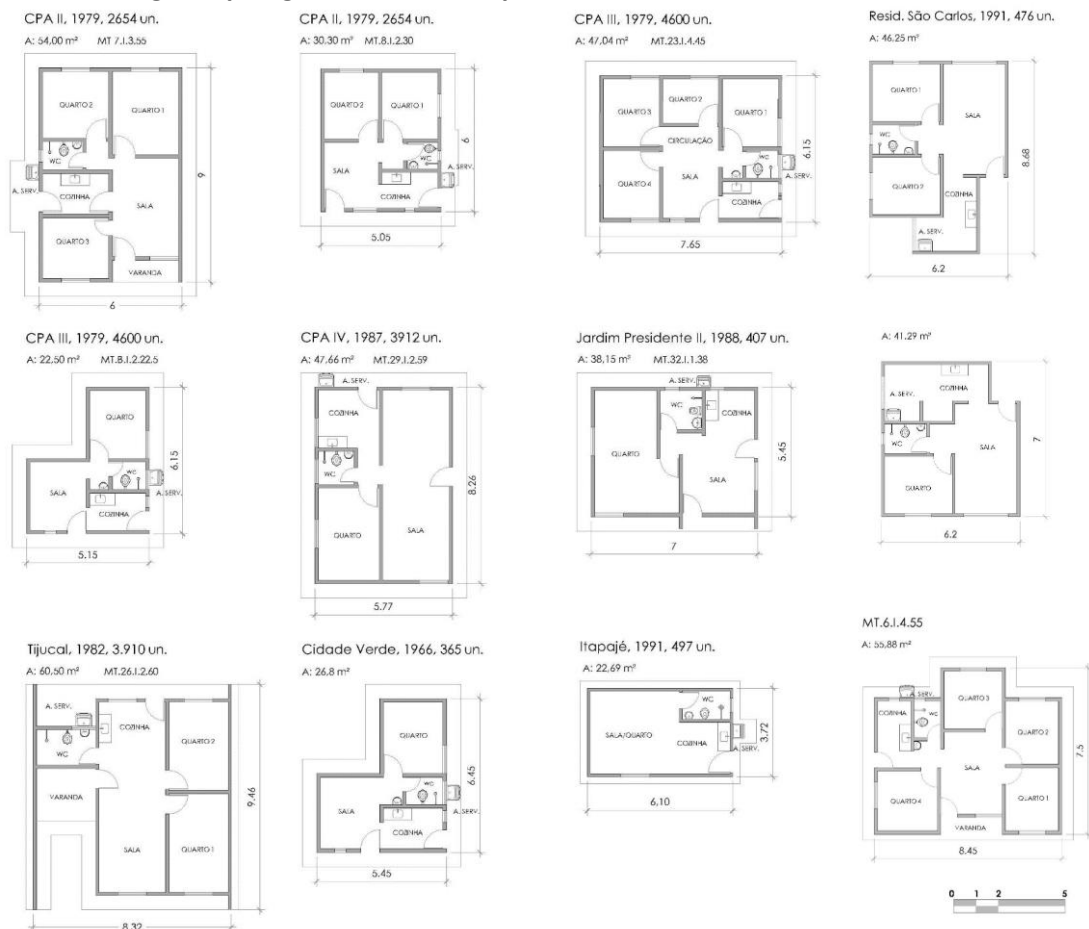 CPA II, 1979, 2654 un.
A: 54,00 m² MT 7.I.3.55
QUARTO 2
QUARTO 1
WC
A. SERV.
COZINHA
SALA
QUARTO 3
VARANDA
9
6
CPA II, 1979, 2654 un.
A: 30.30 m² MT.8.I.2.30
QUARTO 2
QUARTO 1
SALA
WC
COZINHA
A. SERV.
6
5.05
CPA III, 1979, 4600 un.
A: 47,04 m² MT.23.I.4.45
QUARTO 3
QUARTO 2
QUARTO 1
CIRCULAÇÃO
WC
QUARTO 4
SALA
A. SERV.
COZINHA
6.15
7.65
Resid. São Carlos, 1991, 476 un.
A: 46.25 m²
QUARTO 1
SALA
WC
QUARTO 2
COZINHA
A. SERV.
8.68
6.2
CPA III, 1979, 4600 un.
A: 22,50 m² MT.8.I.2.22.5
QUARTO
SALA
WC
A. SERV.
COZINHA
6.15
5.15
CPA IV, 1987, 3912 un.
A: 47.66 m² MT.29.I.2.59
A. SERV.
COZINHA
WC
QUARTO
SALA
8.26
5.77
Jardim Presidente II, 1988, 407 un.
A: 38,15 m² MT.32.I.1.38
A. SERV.
WC
COZINHA
QUARTO
SALA
5.45
7
A: 41.29 m²
A. SERV.
COZINHA
WC
SALA
QUARTO
7
6.2
Tijucal, 1982, 3.910 un.
A: 60,50 m² MT.26.I.2.60
A. SERV.
COZINHA
WC
QUARTO 2
VARANDA
SALA
QUARTO 1
9.46
8.32
Cidade Verde, 1966, 365 un.
A: 26,8 m²
QUARTO
SALA
WC
A. SERV.
COZINHA
6.45
5.45
Itapajé, 1991, 497 un.
A: 22,69 m²
WC
SALA/QUARTO
COZINHA
A. SERV.
3.72
6,10
MT.6.I.4.55
A: 55,88 m²
A. SERV.
QUARTO 3
COZINHA
WC
QUARTO 2
SALA
QUARTO 4
QUARTO 1
VARANDA
7.5
8.45
0 1 2 5